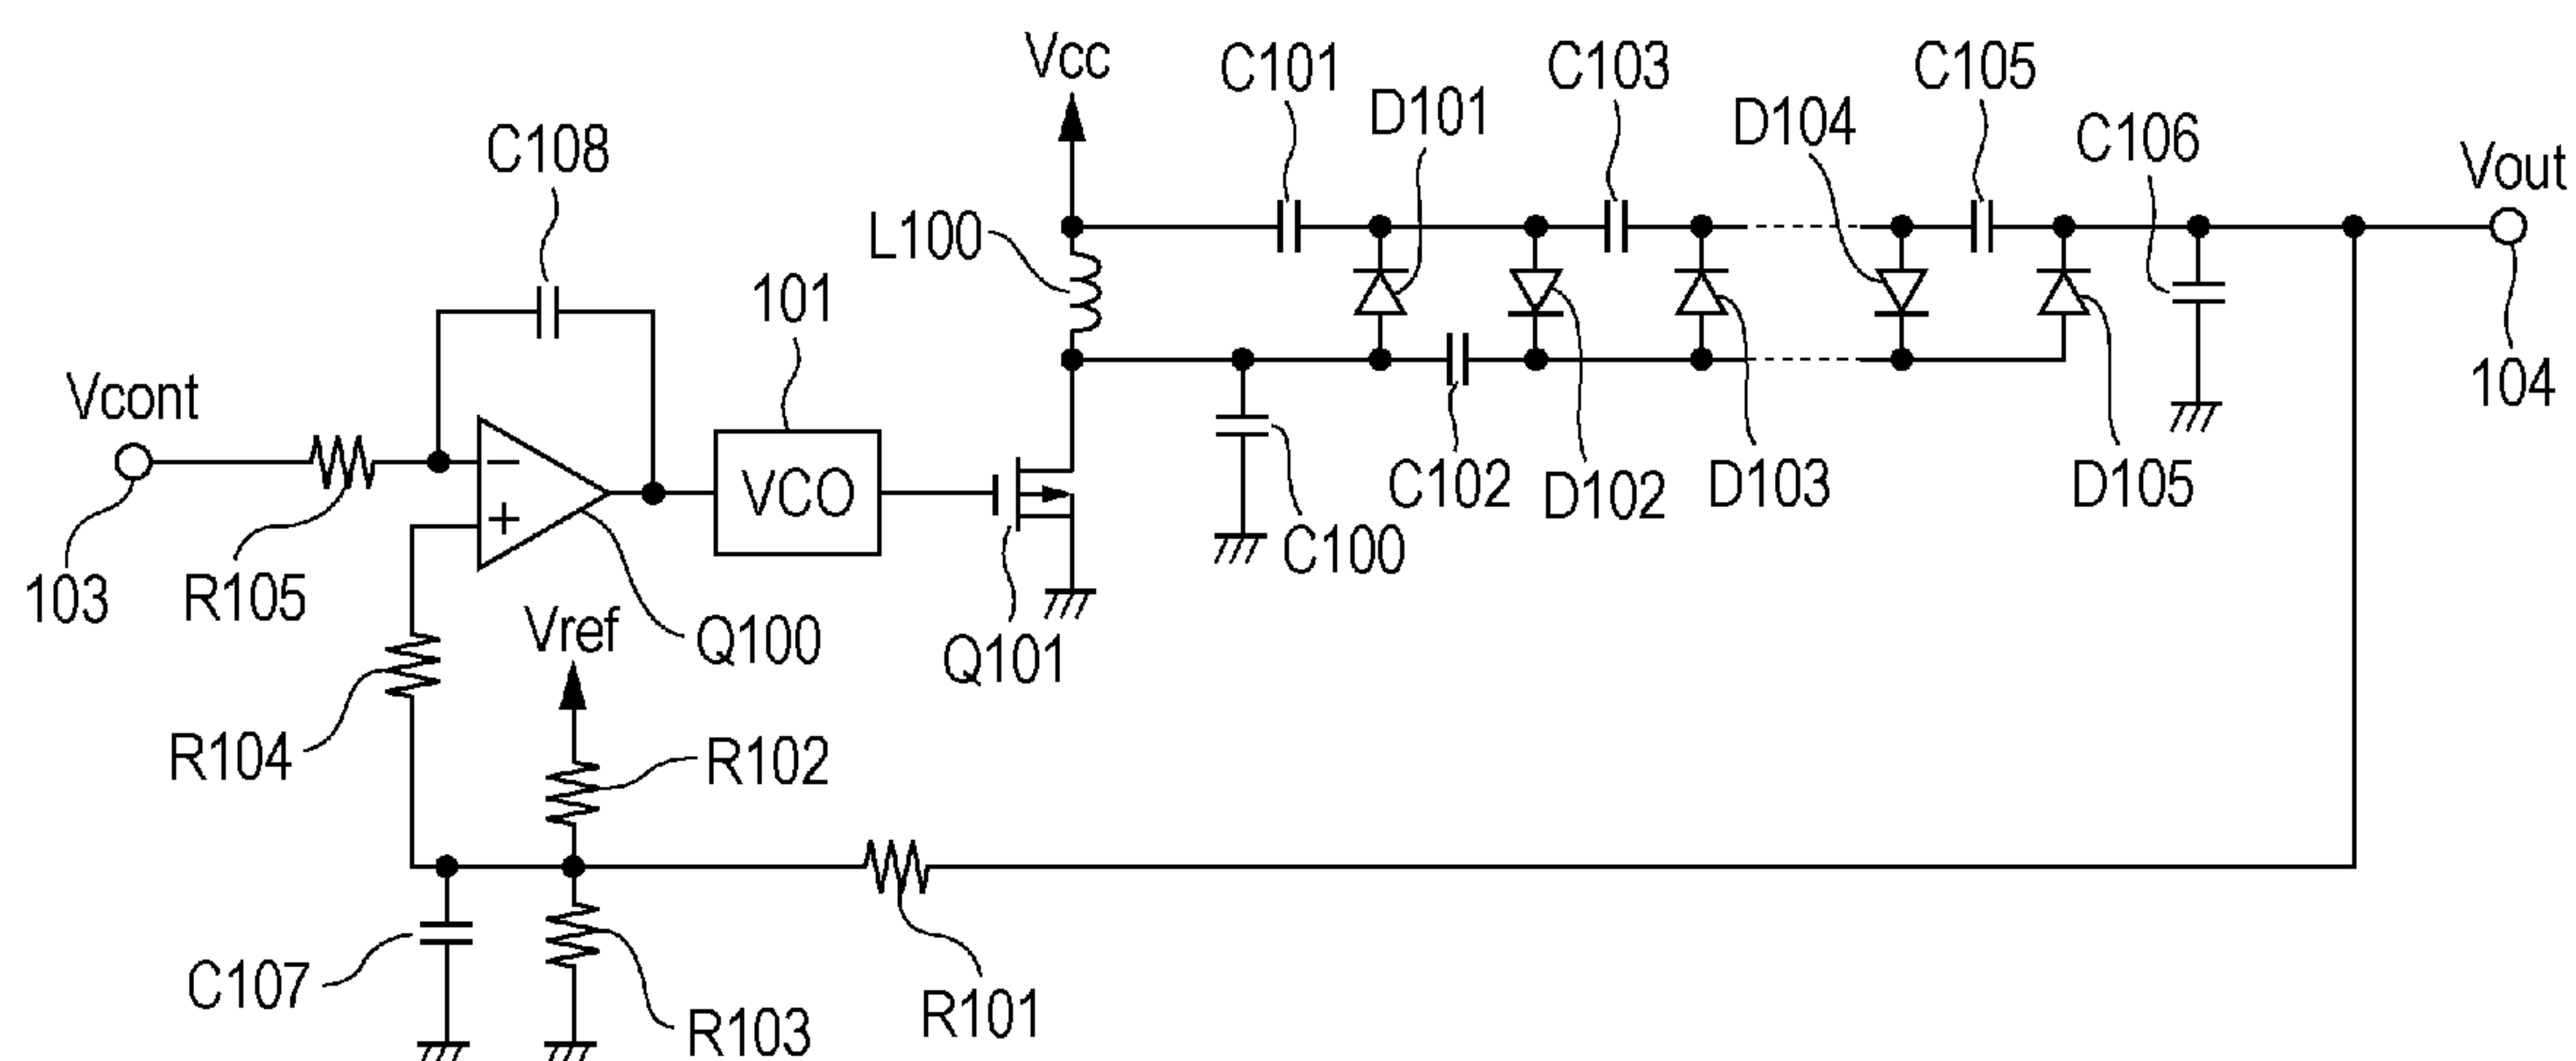 Vcc
C101
C103
C105
D101
D104
C106
Vout
C108
L100
101
Vcont
104
VCO
C102
D102
D103
D105
C100
103
R105
Vref
Q100
Q101
R104
R102
C107
R103
R101
−
+